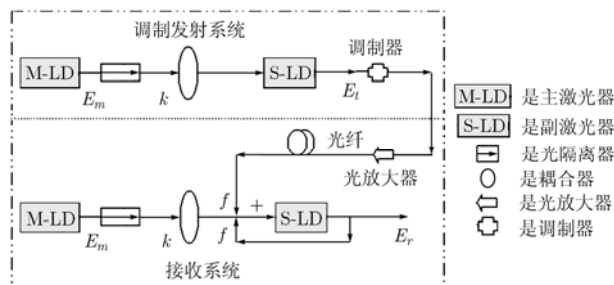 调制发射系统
调制器
M-LD
S-LD
E_m
k
E_t
光纤
光放大器
M-LD
f
+
S-LD
f
E_m
k
E_r
接收系统
M-LD 是主激光器
S-LD 是副激光器
是光隔离器
是耦合器
是光放大器
是调制器